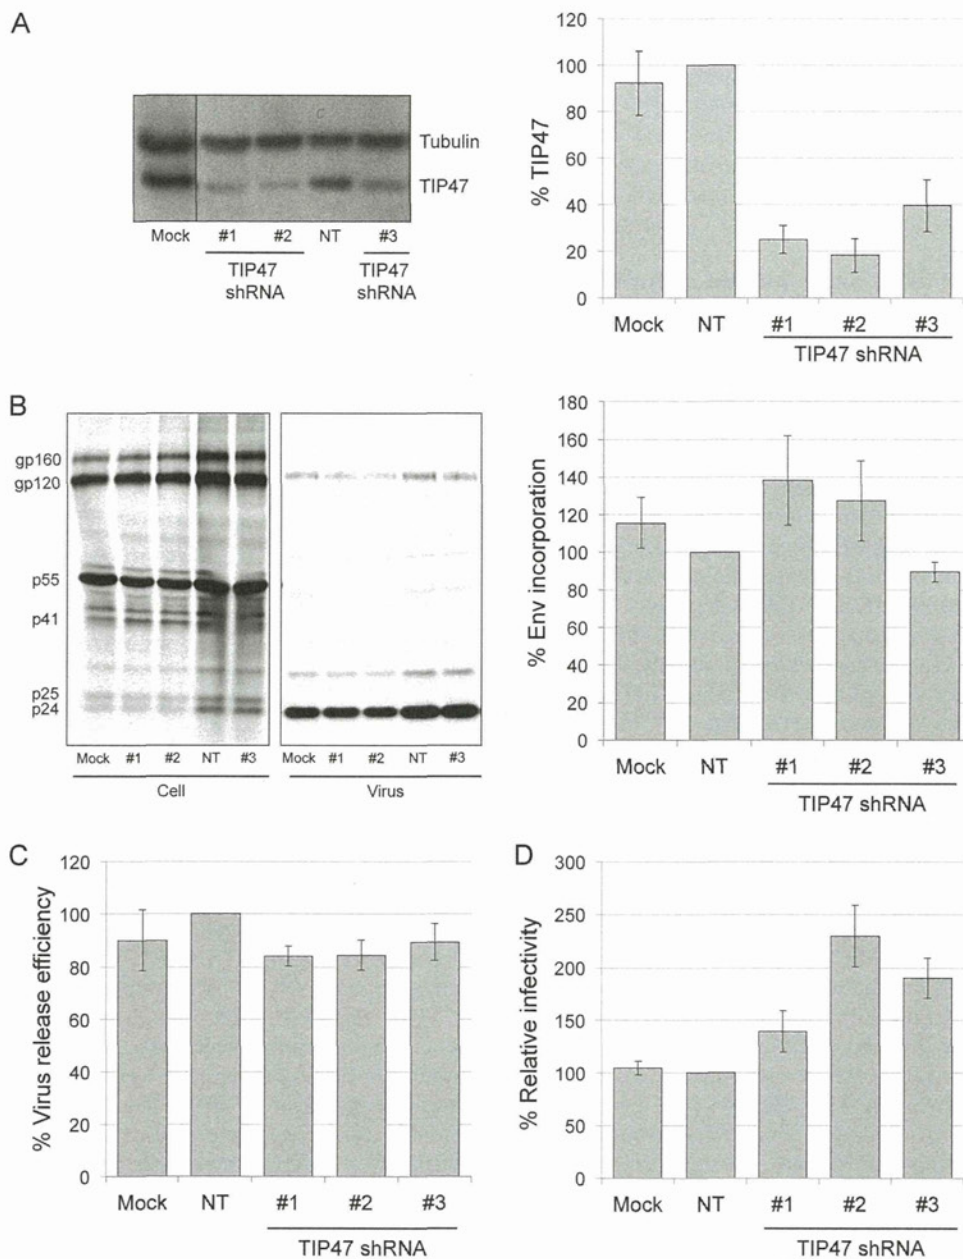 A
Tubulin
TIP47
Mock #1 #2 NT #3
TIP47 shRNA
TIP47 shRNA
% TIP47
120
100
80
60
40
20
0
Mock NT #1 #2 #3
TIP47 shRNA
B
gp160
gp120
p55
p41
p25
p24
Mock #1 #2 NT #3
Cell
Mock #1 #2 NT #3
Virus
% Env incorporation
180
160
140
120
100
80
60
40
20
0
Mock NT #1 #2 #3
TIP47 shRNA
C
% Virus release efficiency
120
100
80
60
40
20
0
Mock NT #1 #2 #3
TIP47 shRNA
D
% Relative infectivity
300
250
200
150
100
50
0
Mock NT #1 #2 #3
TIP47 shRNA